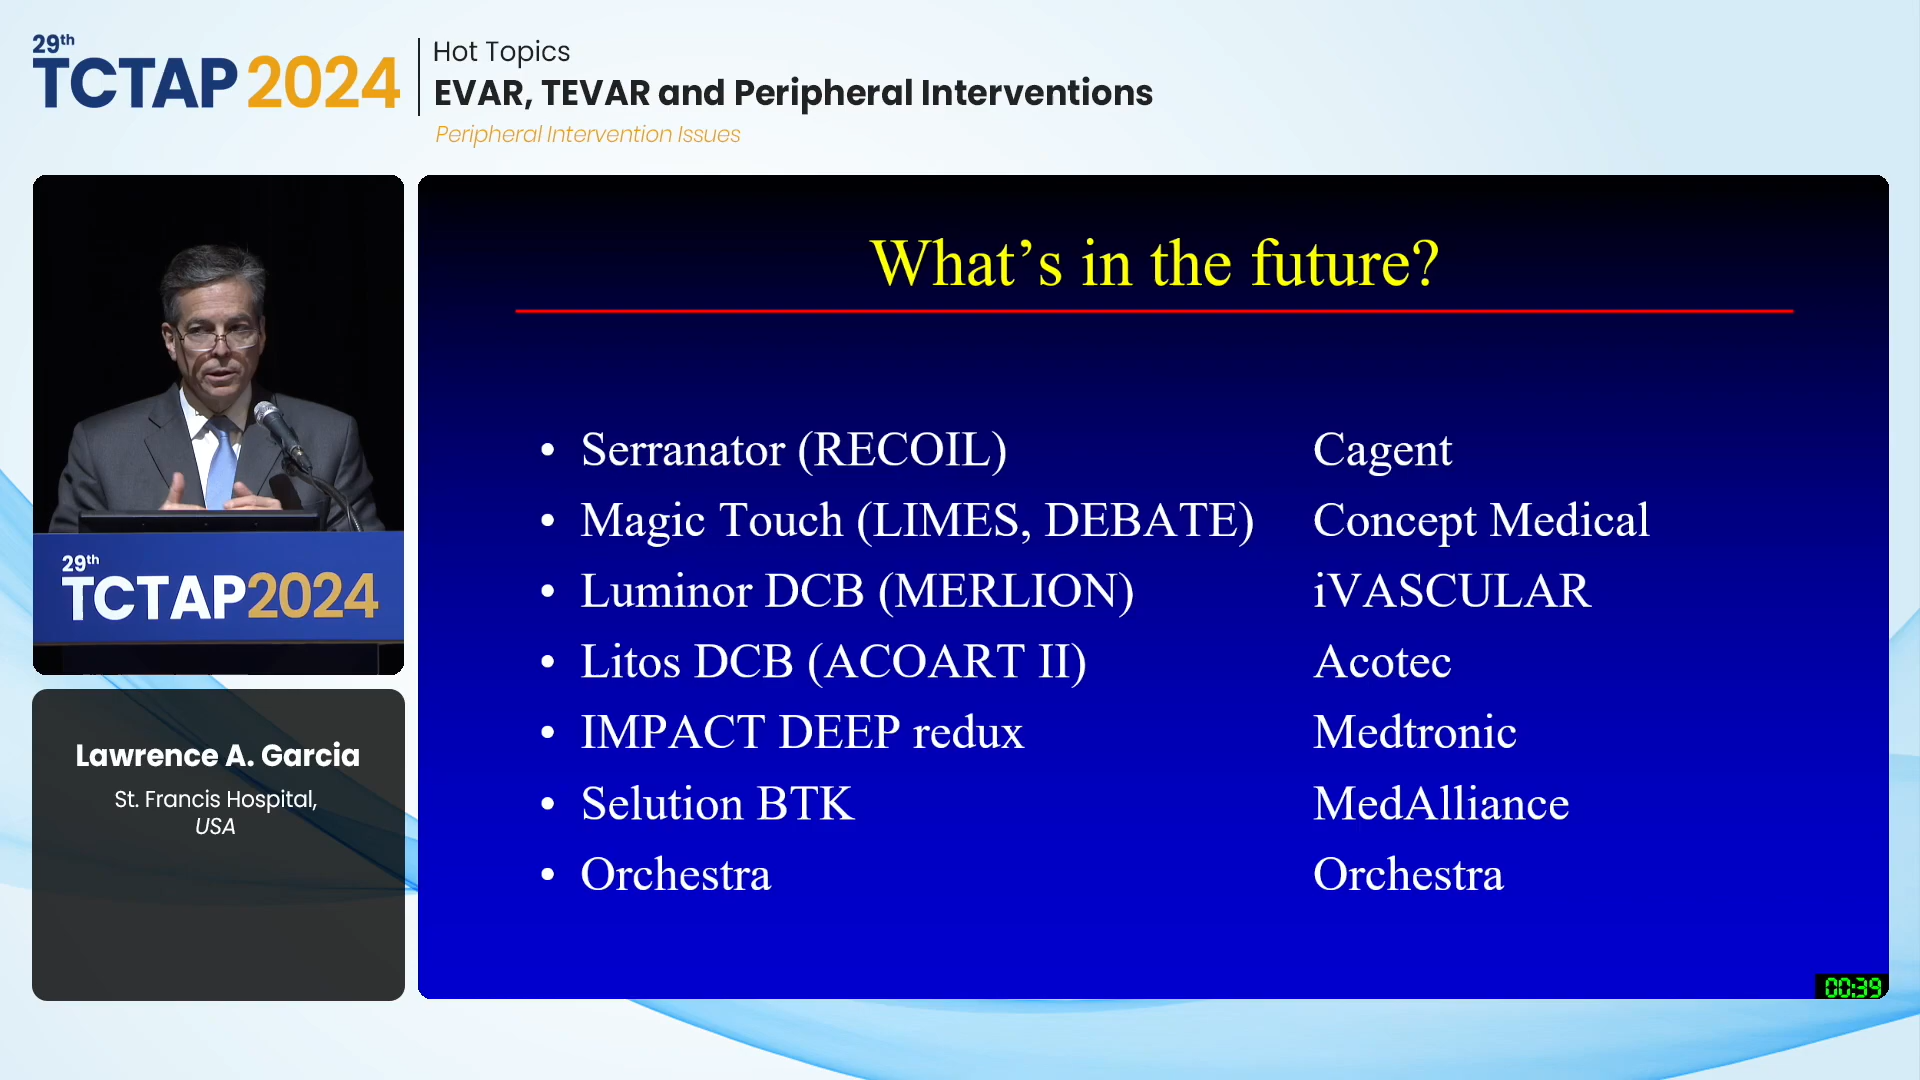 29th
TCTAP 2024
Hot Topics
EVAR, TEVAR and Peripheral Interventions
Peripheral Intervention Issues
29th
TCTAP2024
Lawrence A. Garcia
St. Francis Hospital,
USA
What's in the future?
• Serranator (RECOIL) Cagent
• Magic Touch (LIMES, DEBATE) Concept Medical
• Luminor DCB (MERLION) iVASCULAR
• Litos DCB (ACOART II) Acotec
• IMPACT DEEP redux Medtronic
• Selution BTK MedAlliance
• Orchestra Orchestra
00:39